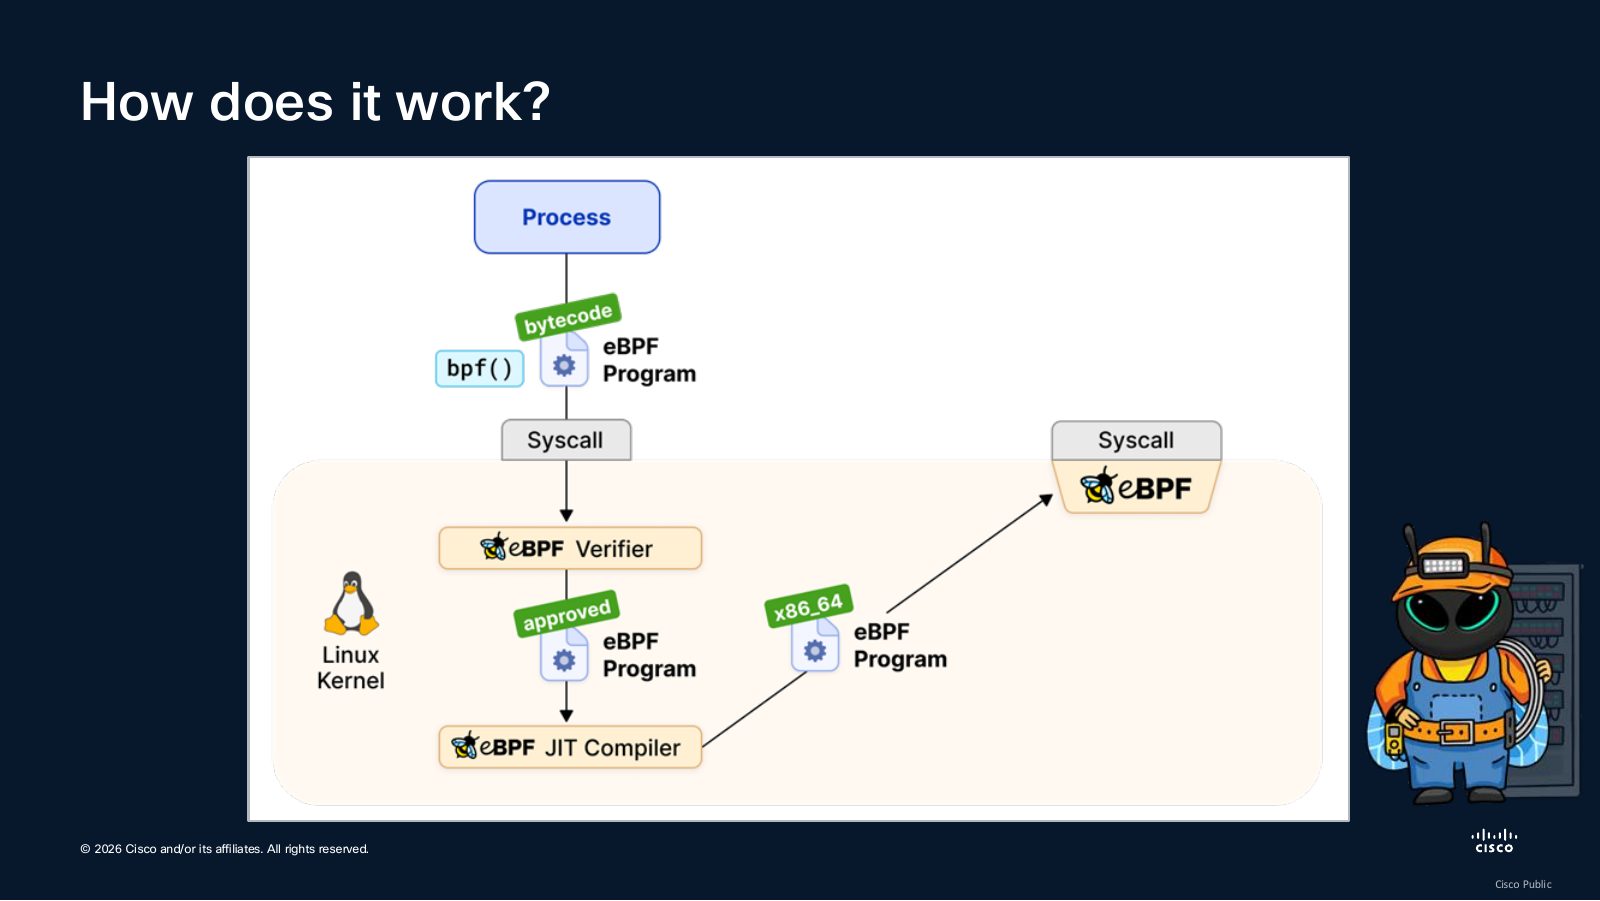 How does it work?
Process
bytecode
bpf()
eBPF
Program
Syscall
Syscall
eBPF
eBPF Verifier
approved
eBPF
Program
x86_64
eBPF
Program
Linux
Kernel
eBPF JIT Compiler
© 2026 Cisco and/or its affiliates. All rights reserved.
CISCO
Cisco Public